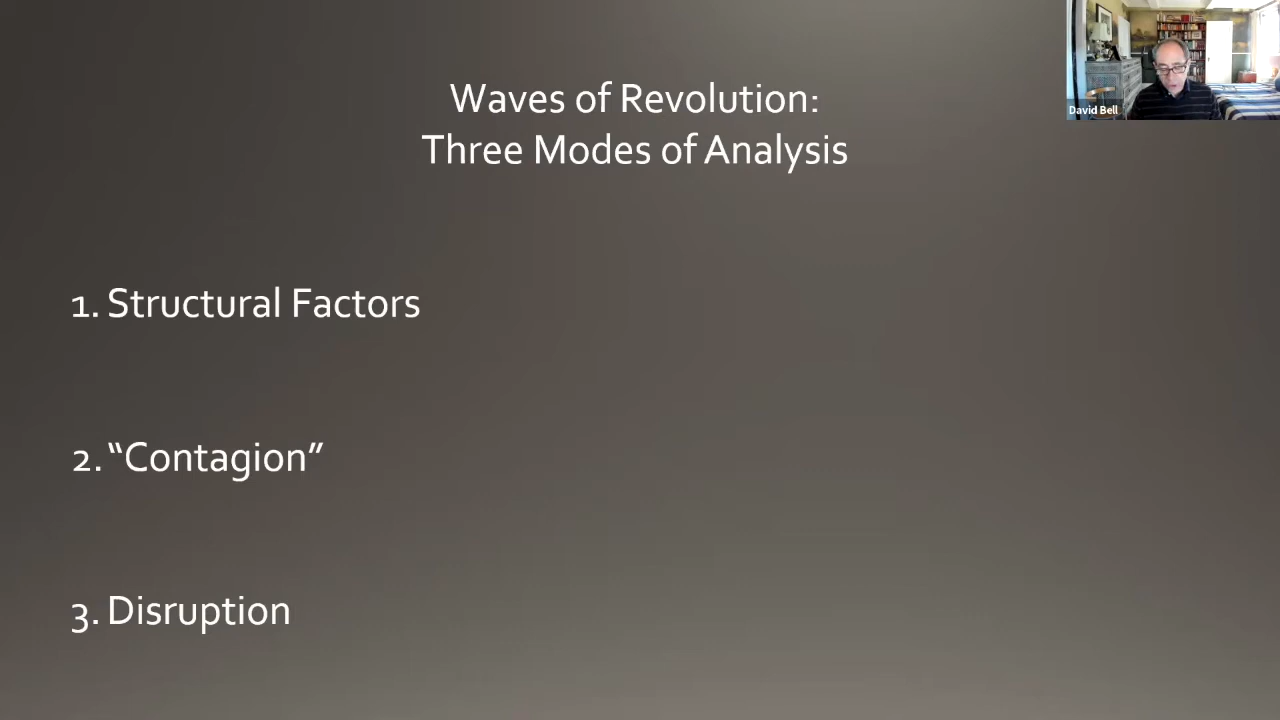 Waves of Revolution:
Three Modes of Analysis
David Bell
1. Structural Factors
2. “Contagion”
3. Disruption